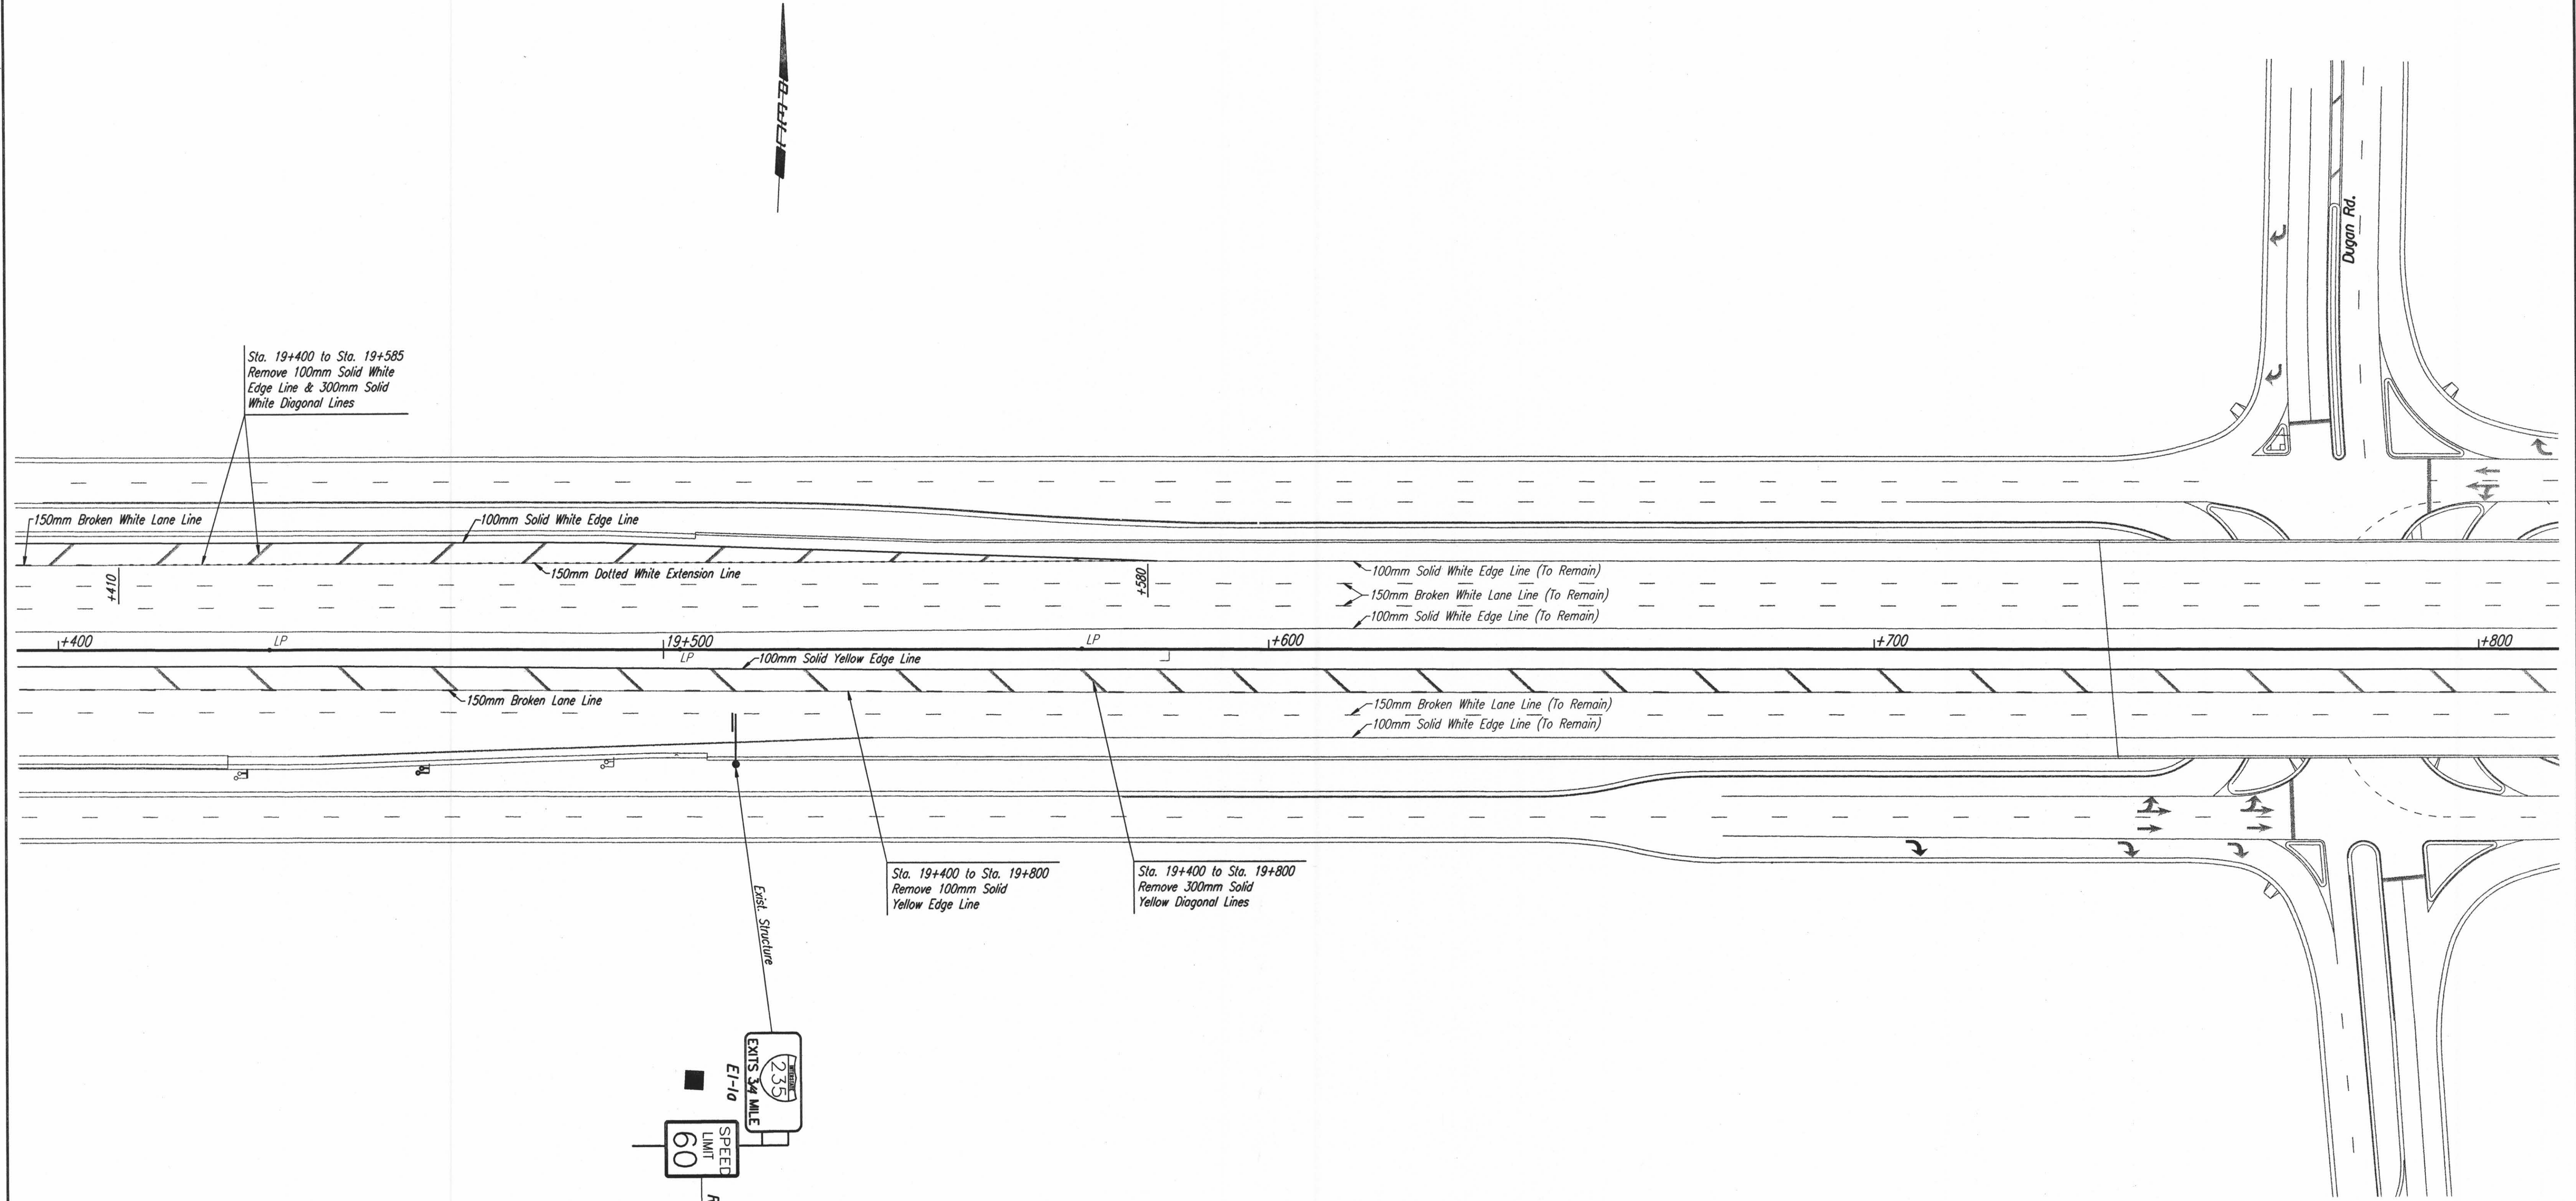 Dugan Rd.
Sta. 19+400 to Sta. 19+585
Remove 100mm Solid White
Edge Line & 300mm Solid
White Diagonal Lines
150mm Broken White Lane Line
100mm Solid White Edge Line
+410
150mm Dotted White Extension Line
+580
100mm Solid White Edge Line (To Remain)
150mm Broken White Lane Line (To Remain)
100mm Solid White Edge Line (To Remain)
+400
LP
19+500
LP
LP
+600
+700
+800
100mm Solid Yellow Edge Line
150mm Broken Lane Line
150mm Broken White Lane Line (To Remain)
100mm Solid White Edge Line (To Remain)
Sta. 19+400 to Sta. 19+800
Remove 100mm Solid
Yellow Edge Line
Sta. 19+400 to Sta. 19+800
Remove 300mm Solid
Yellow Diagonal Lines
Exist. Structure
INTERSTATE
235
EXITS 3/4 MILE
E1-1a
SPEED
LIMIT
60